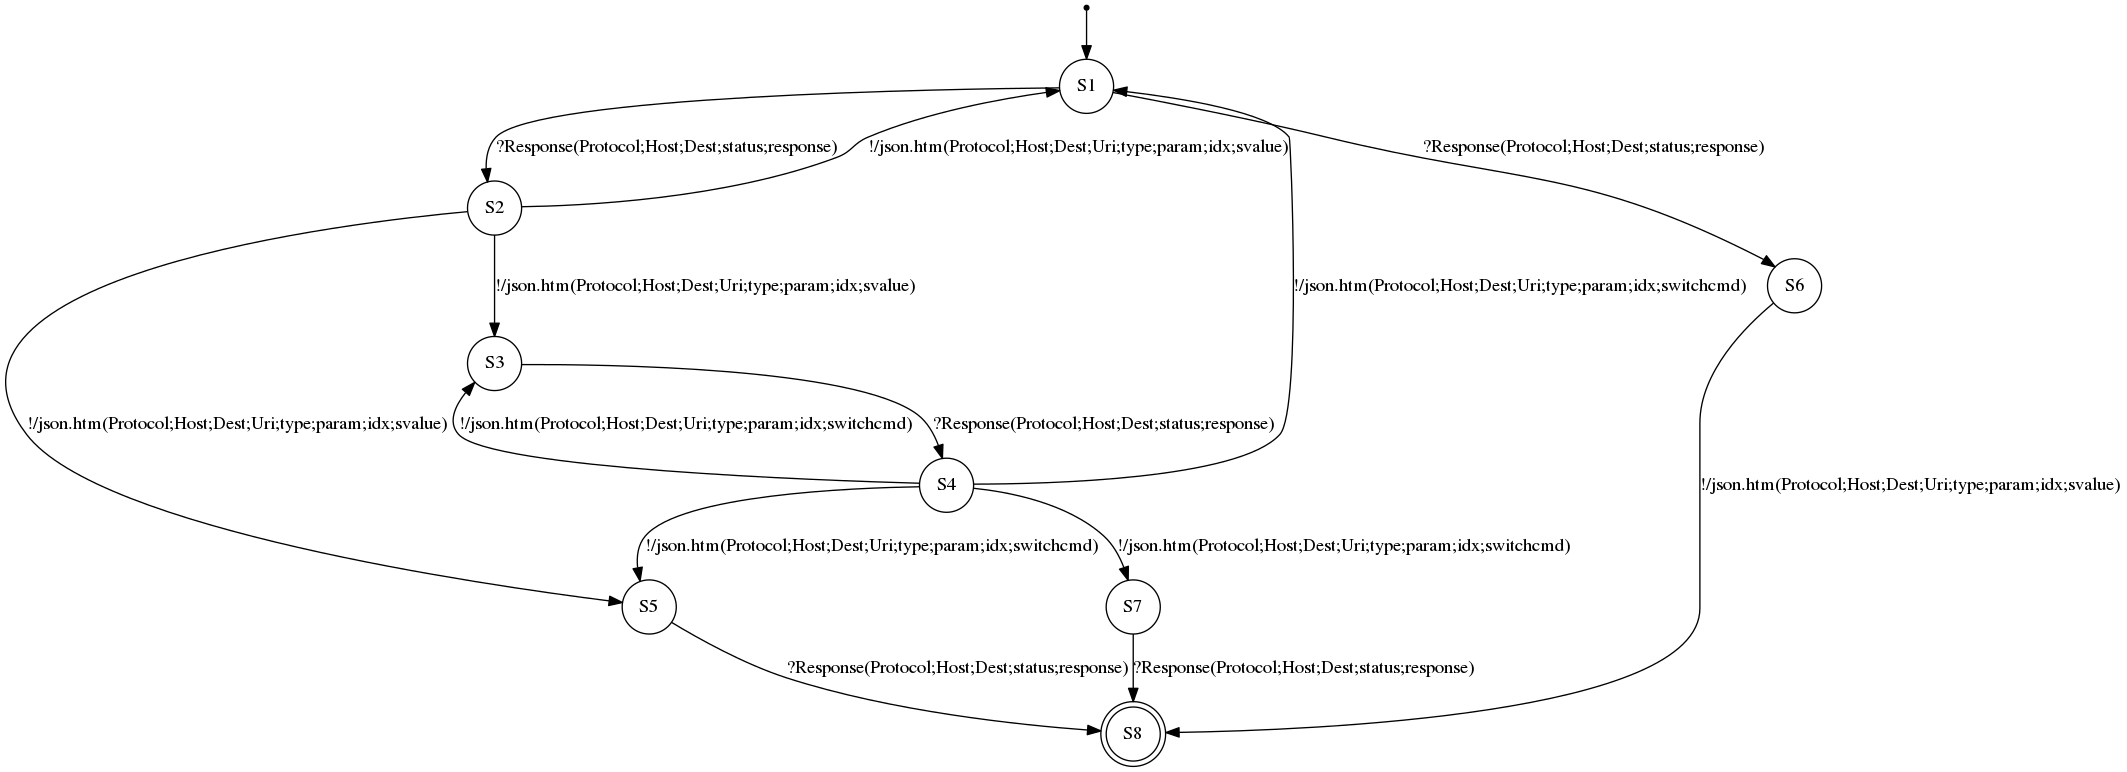 S1
?Response(Protocol;Host;Dest;status;response)
!/json.htm(Protocol;Host;Dest;Uri;type;param;idx;svalue)
?Response(Protocol;Host;Dest;status;response)
S2
!/json.htm(Protocol;Host;Dest;Uri;type;param;idx;svalue)
!/json.htm(Protocol;Host;Dest;Uri;type;param;idx;switchcmd)
S6
S3
!/json.htm(Protocol;Host;Dest;Uri;type;param;idx;svalue)
!/json.htm(Protocol;Host;Dest;Uri;type;param;idx;switchcmd)
?Response(Protocol;Host;Dest;status;response)
S4
!/json.htm(Protocol;Host;Dest;Uri;type;param;idx;svalue)
!/json.htm(Protocol;Host;Dest;Uri;type;param;idx;switchcmd)
!/json.htm(Protocol;Host;Dest;Uri;type;param;idx;switchcmd)
S5
S7
?Response(Protocol;Host;Dest;status;response)
?Response(Protocol;Host;Dest;status;response)
S8